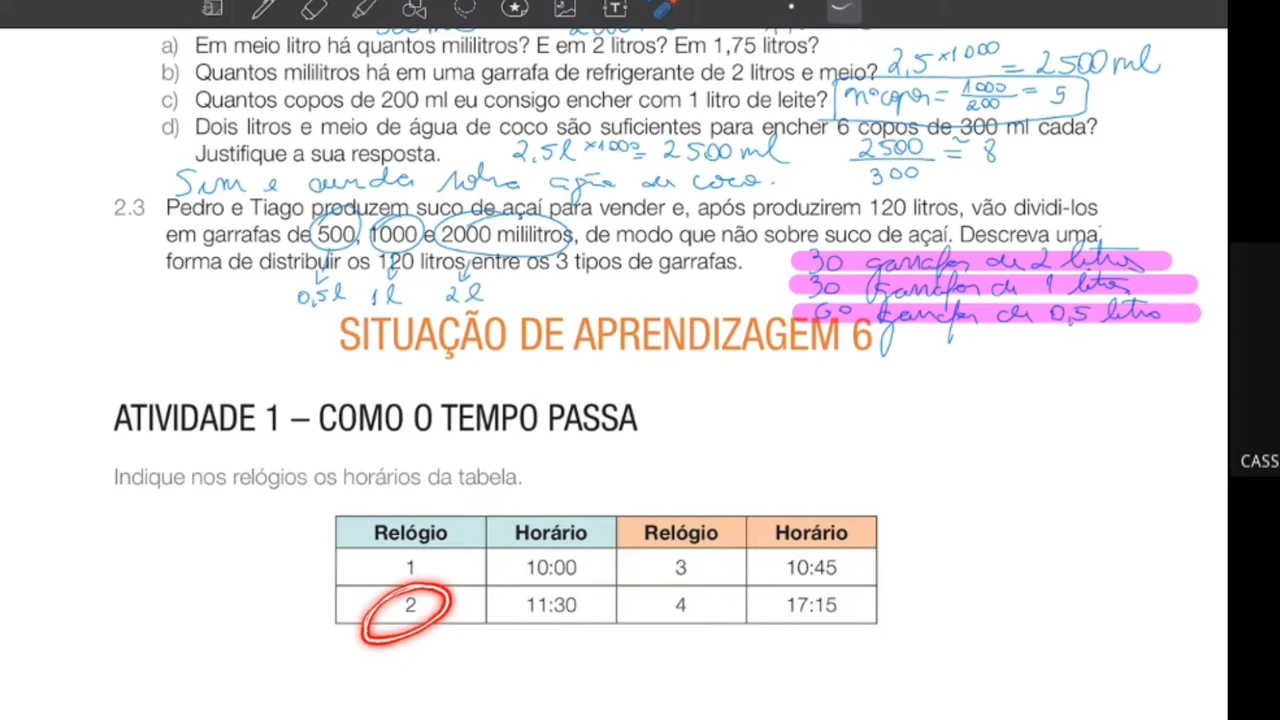 a) Em meio litro há quantos mililitros? E em 2 litros? Em 1,75 litros?
b) Quantos mililitros há em uma garrafa de refrigerante de 2 litros e meio? 2,5 x1000 = 2500 ml
c) Quantos copos de 200 ml eu consigo encher com 1 litro de leite? nº copos = 1000/200 = 5
d) Dois litros e meio de água de coco são suficientes para encher 6 copos de 300 ml cada?
Justifique a sua resposta. 2,5l x1000= 2500 ml 2500/300 ≅ 8
Sim e ainda sobra água de coco.
2.3 Pedro e Tiago produzem suco de açaí para vender e, após produzirem 120 litros, vão dividi-los
em garrafas de 500, 1000 e 2000 mililitros, de modo que não sobre suco de açaí. Descreva uma
forma de distribuir os 120 litros entre os 3 tipos de garrafas. 30 garrafas de 2 litros
0,5l 1l 2l 30 garrafas de 1 litro
60 garrafas de 0,5 litro
SITUAÇÃO DE APRENDIZAGEM 6
ATIVIDADE 1 – COMO O TEMPO PASSA
Indique nos relógios os horários da tabela.
Relógio Horário Relógio Horário
1 10:00 3 10:45
2 11:30 4 17:15
CASS